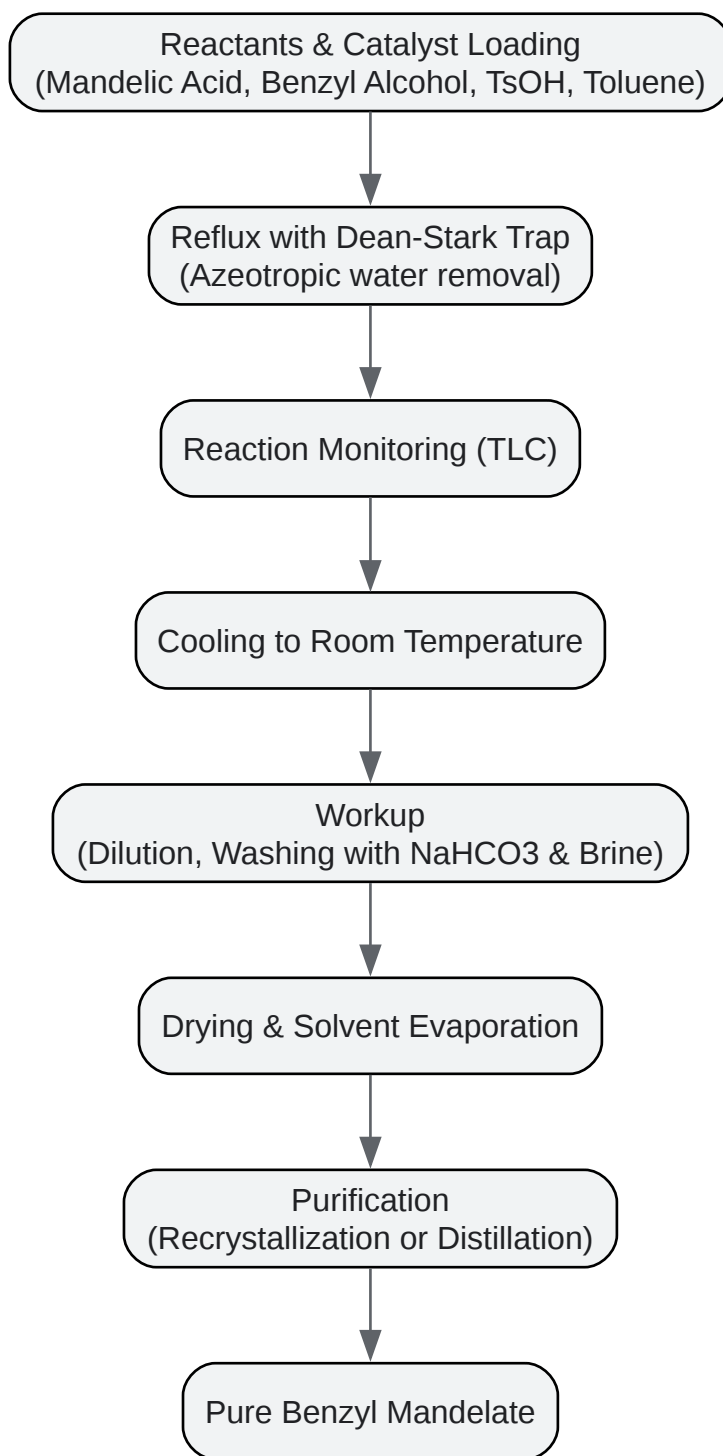 Reactants & Catalyst Loading
(Mandelic Acid, Benzyl Alcohol, TsOH, Toluene)
Reflux with Dean-Stark Trap
(Azeotropic water removal)
Reaction Monitoring (TLC)
Cooling to Room Temperature
Workup
(Dilution, Washing with NaHCO3 & Brine)
Drying & Solvent Evaporation
Purification
(Recrystallization or Distillation)
Pure Benzyl Mandelate